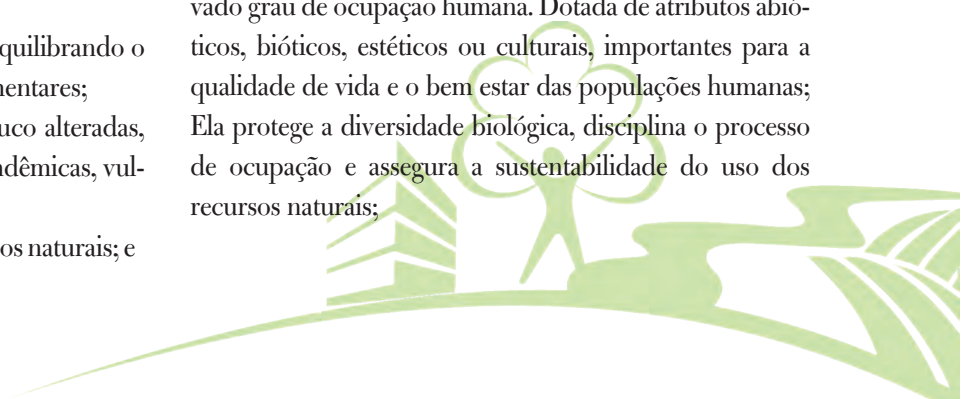 quilibrando o
mentares;
uco alteradas,
ndêmicas, vul-
os naturais; e
vado grau de ocupação humana. Dotada de atributos abió-
ticos, bióticos, estéticos ou culturais, importantes para a
qualidade de vida e o bem estar das populações humanas;
Ela protege a diversidade biológica, disciplina o processo
de ocupação e assegura a sustentabilidade do uso dos
recursos naturais;